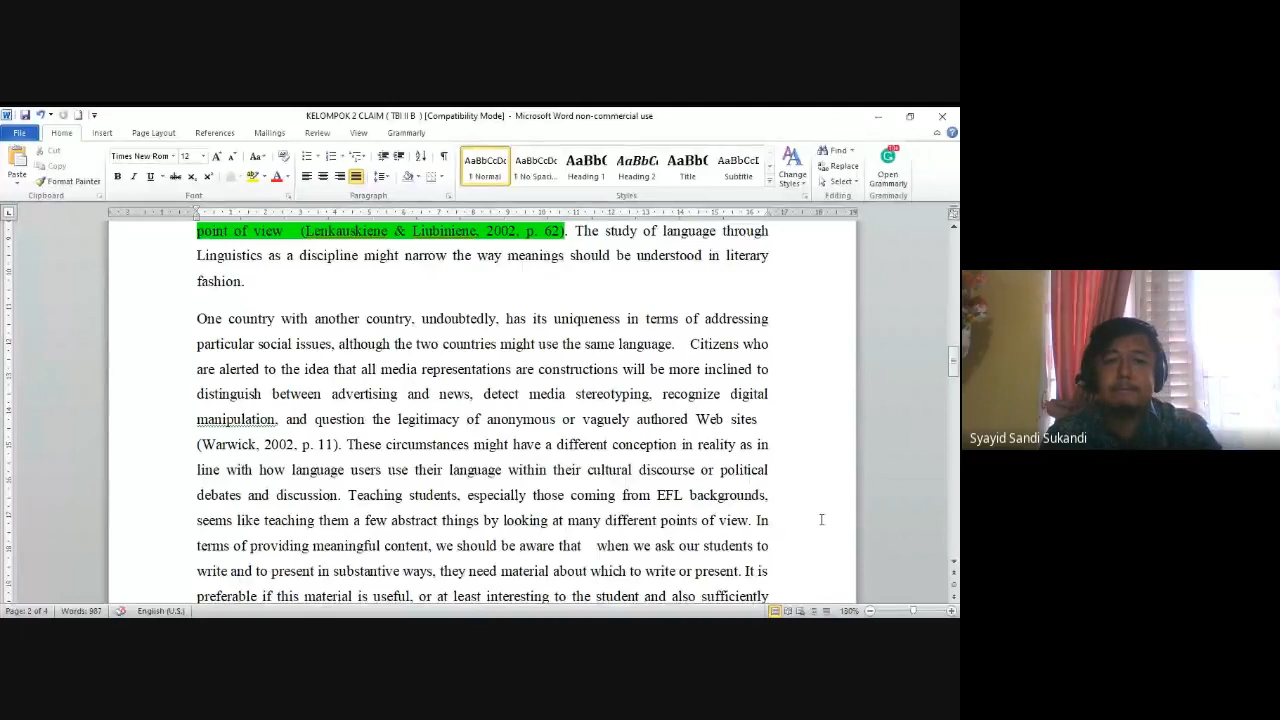 KELOMPOK 2 CLAIM ( TBI II B ) [Compatibility Mode] - Microsoft Word non-commercial use
File Home Insert Page Layout References Mailings Review View Grammarly
Cut
Copy
Format Painter
Paste
Clipboard
Times New Rom 12
Font
Paragraph
AaBbCcDc AaBbCcDc AaBbC AaBbCc AaBbC AaBbCcI
1 Normal 1 No Spaci... Heading 1 Heading 2 Title Subtitle
Styles
Change Styles
Find
Replace
Select
Editing
Open Grammarly
Grammarly
point of view (Lenkauskiene & Liubiniene, 2002, p. 62). The study of language through
Linguistics as a discipline might narrow the way meanings should be understood in literary
fashion.
One country with another country, undoubtedly, has its uniqueness in terms of addressing
particular social issues, although the two countries might use the same language. Citizens who
are alerted to the idea that all media representations are constructions will be more inclined to
distinguish between advertising and news, detect media stereotyping, recognize digital
manipulation, and question the legitimacy of anonymous or vaguely authored Web sites
(Warwick, 2002, p. 11). These circumstances might have a different conception in reality as in
line with how language users use their language within their cultural discourse or political
debates and discussion. Teaching students, especially those coming from EFL backgrounds,
seems like teaching them a few abstract things by looking at many different points of view. In
terms of providing meaningful content, we should be aware that when we ask our students to
write and to present in substantive ways, they need material about which to write or present. It is
preferable if this material is useful, or at least interesting to the student and also sufficiently
Page: 2 of 4 Words: 987 English (U.S.) 130%
Syayid Sandi Sukandi